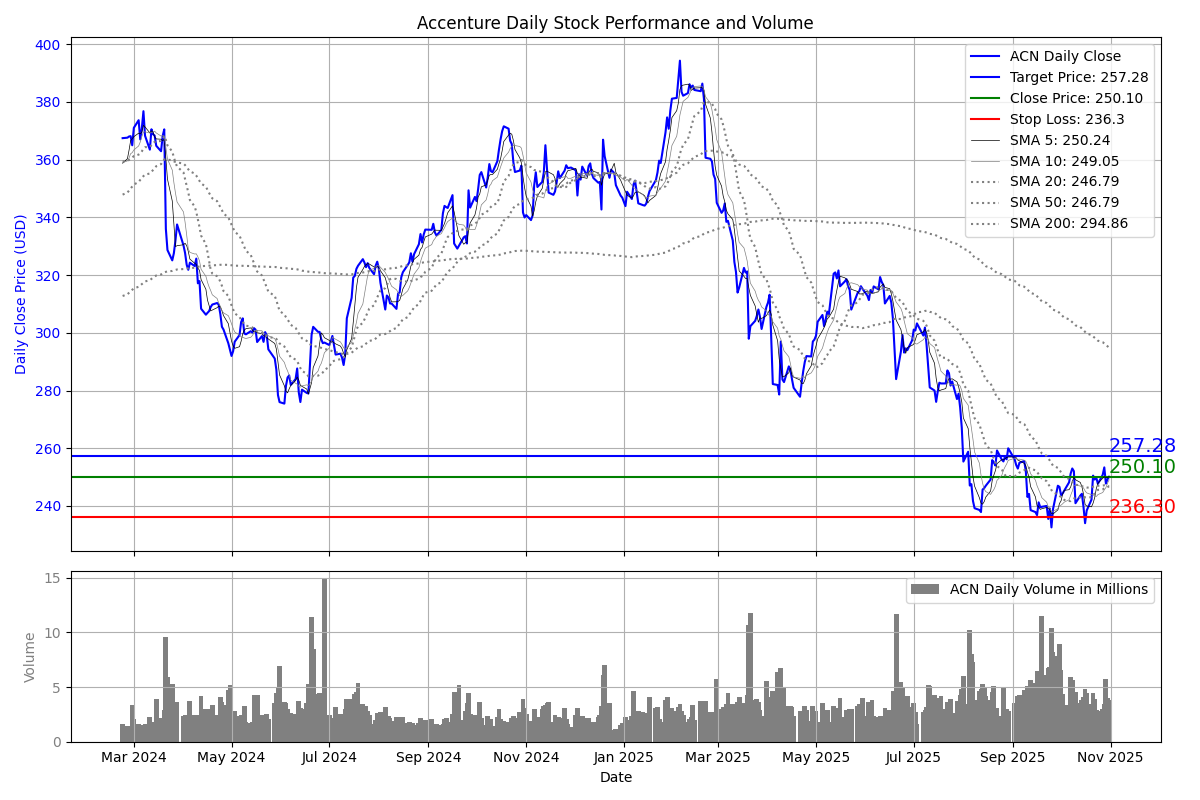 Accenture Daily Stock Performance and Volume
400
380
360
340
320
300
280
260
240
Daily Close Price (USD)
ACN Daily Close
Target Price: 257.28
Close Price: 250.10
Stop Loss: 236.3
SMA 5: 250.24
SMA 10: 249.05
SMA 20: 246.79
SMA 50: 246.79
SMA 200: 294.86
257.28
250.10
236.30
15
10
5
0
Volume
ACN Daily Volume in Millions
Mar 2024 May 2024 Jul 2024 Sep 2024 Nov 2024 Jan 2025 Mar 2025 May 2025 Jul 2025 Sep 2025 Nov 2025
Date